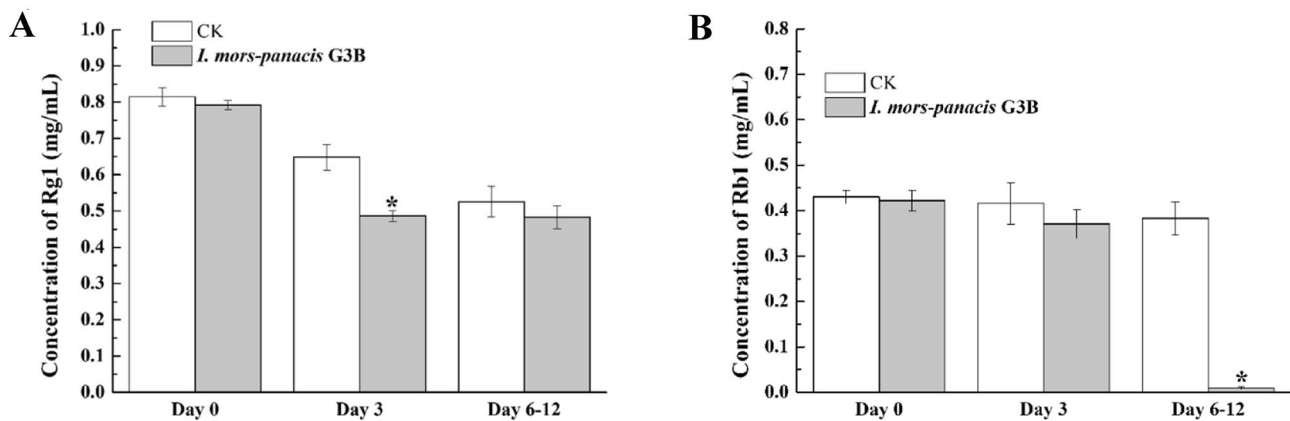 A
CK
I. mors-panacis G3B
Concentration of Rg1 (mg/mL)
1.0
0.9
0.8
0.7
0.6
0.5
0.4
0.3
0.2
0.1
0.0
*
Day 0
Day 3
Day 6-12
B
CK
I. mors-panacis G3B
Concentration of Rb1 (mg/mL)
0.8
0.7
0.6
0.5
0.4
0.3
0.2
0.1
0.0
*
Day 0
Day 3
Day 6-12